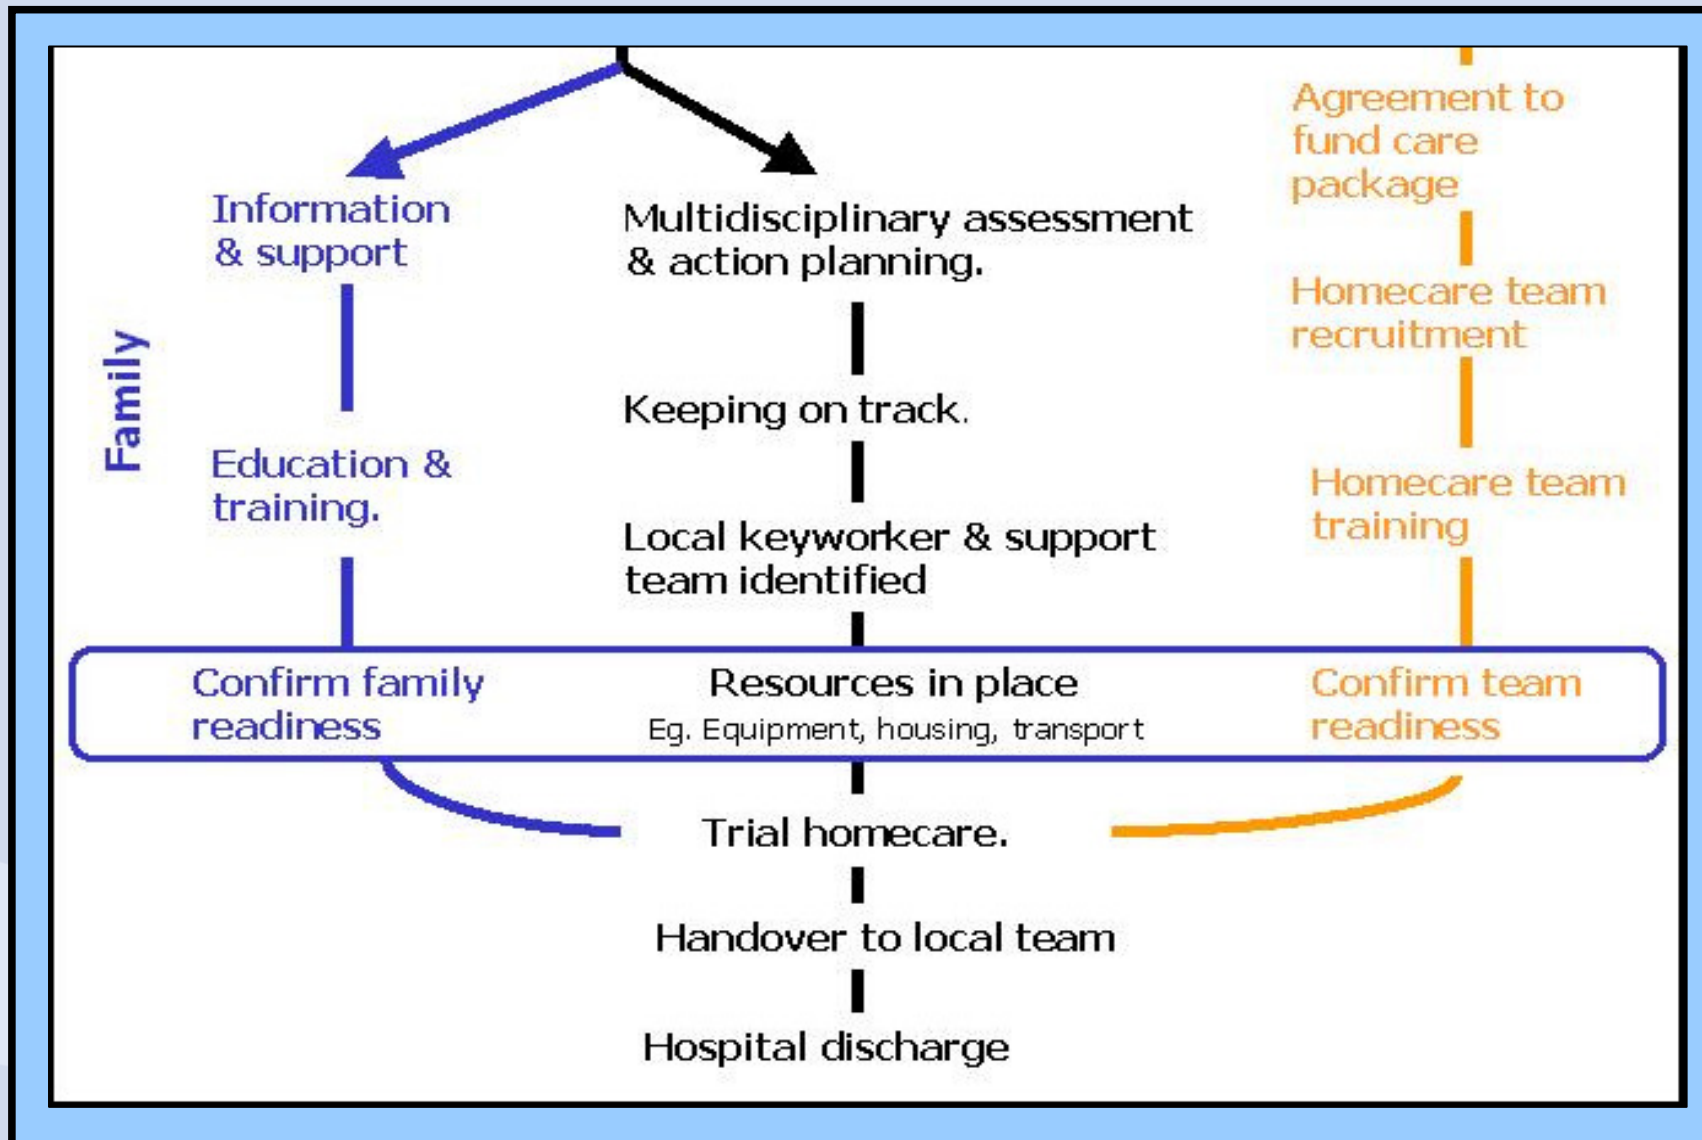 Family
Information
& support
Education &
training.
Multidisciplinary assessment
& action planning.
Keeping on track.
Local keyworker & support
team identified
Agreement to
fund care
package
Homecare team
recruitment
Homecare team
training
Confirm family
readiness
Resources in place
Eg. Equipment, housing, transport
Confirm team
readiness
Trial homecare.
Handover to local team
Hospital discharge